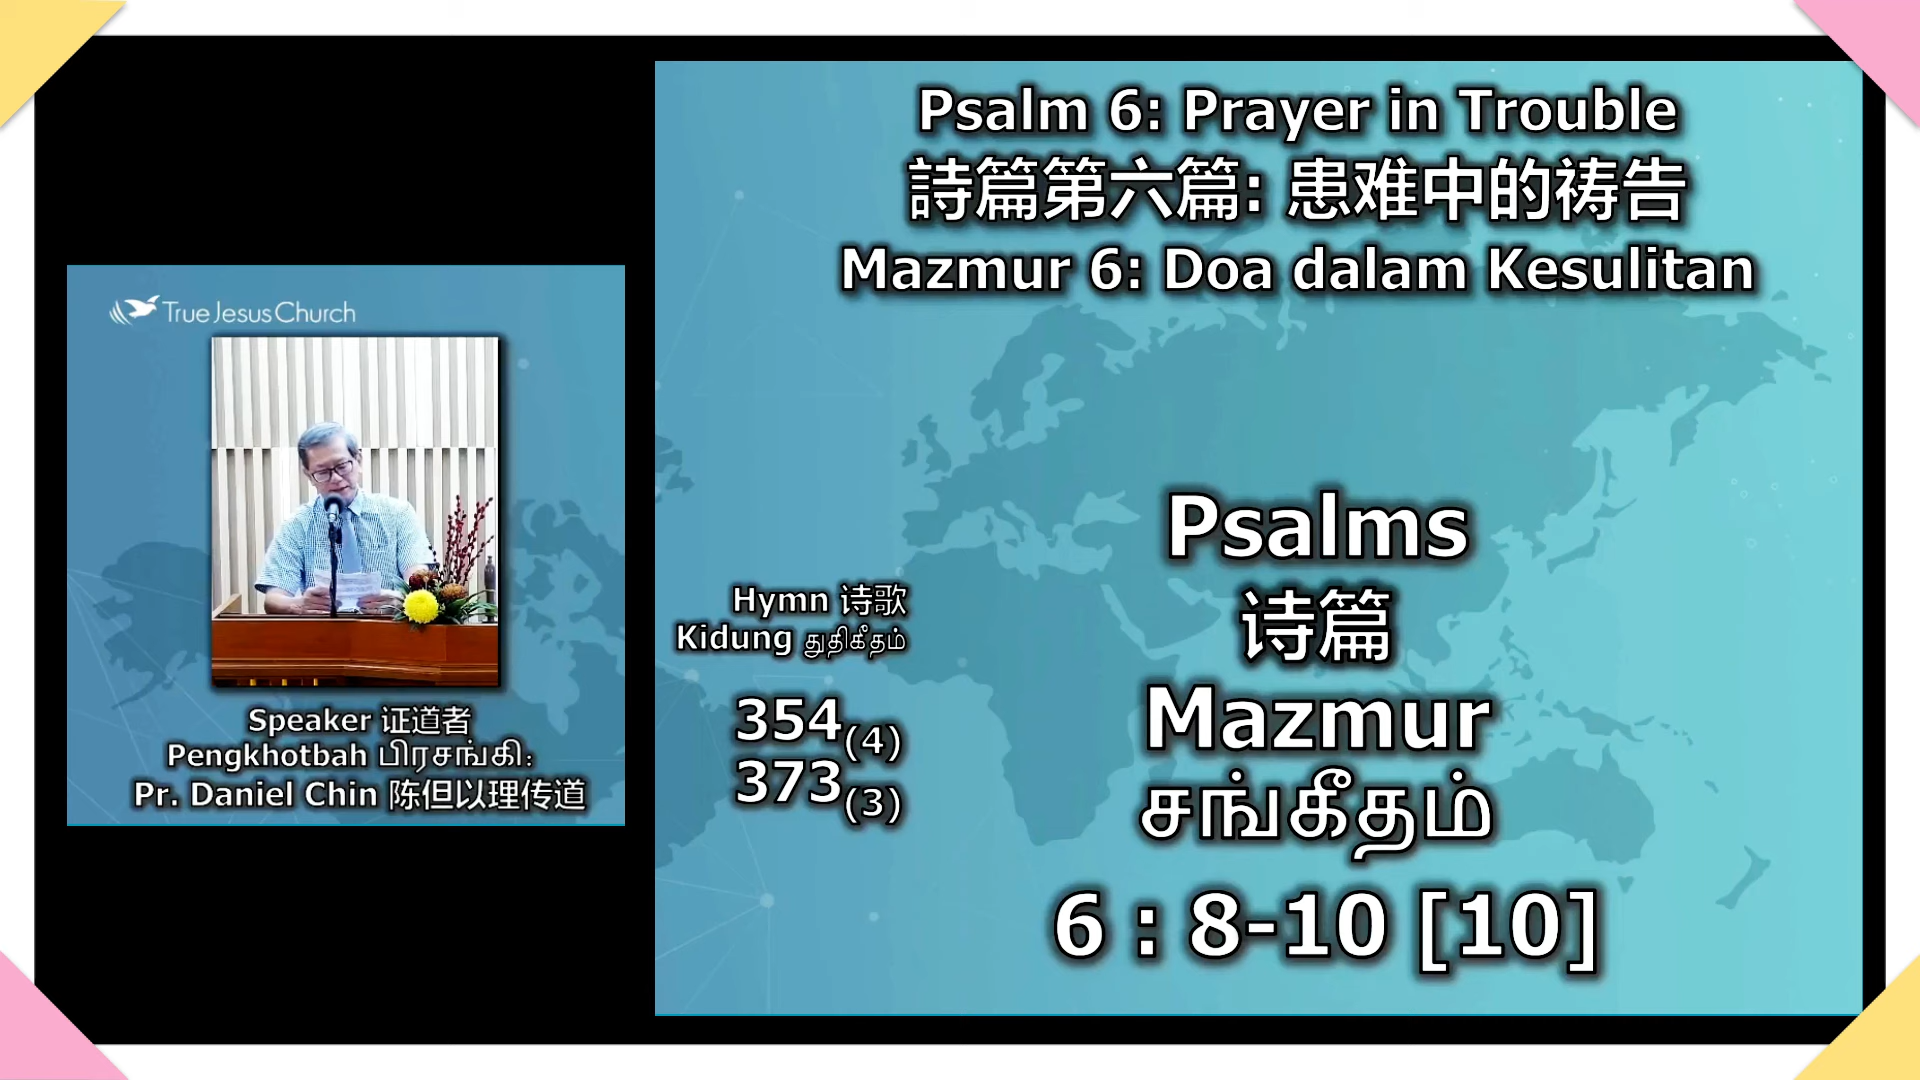 Psalm 6: Prayer in Trouble
詩篇第六篇: 患难中的祷告
Mazmur 6: Doa dalam Kesulitan
True Jesus Church
Speaker 证道者
Pengkhotbah பிரசங்கி:
Pr. Daniel Chin 陈但以理传道
Hymn 诗歌
Kidung துதிகீதம்
354(4)
373(3)
Psalms
诗篇
Mazmur
சங்கீதம்
6 : 8-10 [10]